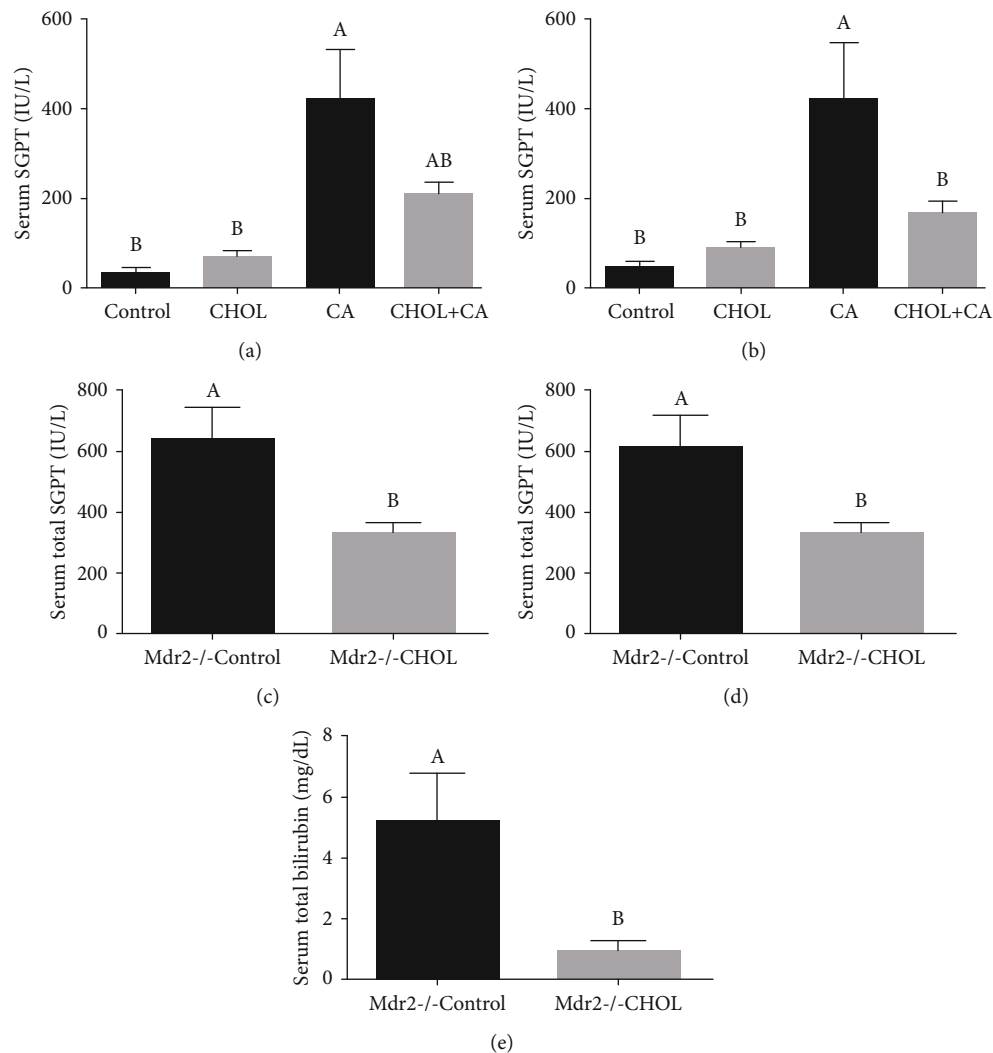 Serum SGPT (IU/L)
600
400
200
0
A
AB
B
B
Control
CHOL
CA
CHOL+CA
(a)
Serum SGPT (IU/L)
600
400
200
0
A
B
B
B
Control
CHOL
CA
CHOL+CA
(b)
Serum total SGPT (IU/L)
800
600
400
200
0
A
B
Mdr2-/-Control
Mdr2-/-CHOL
(c)
Serum total SGPT (IU/L)
800
600
400
200
0
A
B
Mdr2-/-Control
Mdr2-/-CHOL
(d)
Serum total bilirubin (mg/dL)
8
6
4
2
0
A
B
Mdr2-/-Control
Mdr2-/-CHOL
(e)